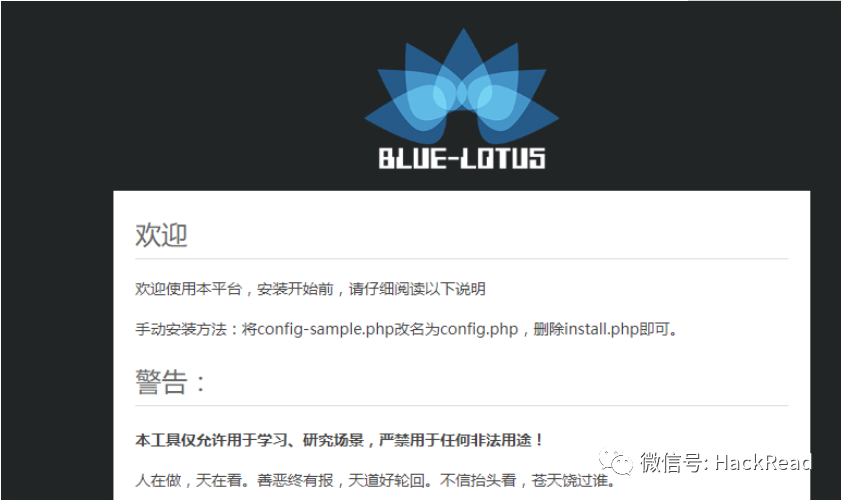 BLUE-LOTUS
欢迎
欢迎使用本平台，安装开始前，请仔细阅读以下说明
手动安装方法：将config-sample.php改名为config.php，删除install.php即可。
警告：
本工具仅允许用于学习、研究场景，严禁用于任何非法用途！
人在做，天在看。善恶终有报，天道好轮回。不信抬头看，苍天饶过谁。
微信号: HackRead